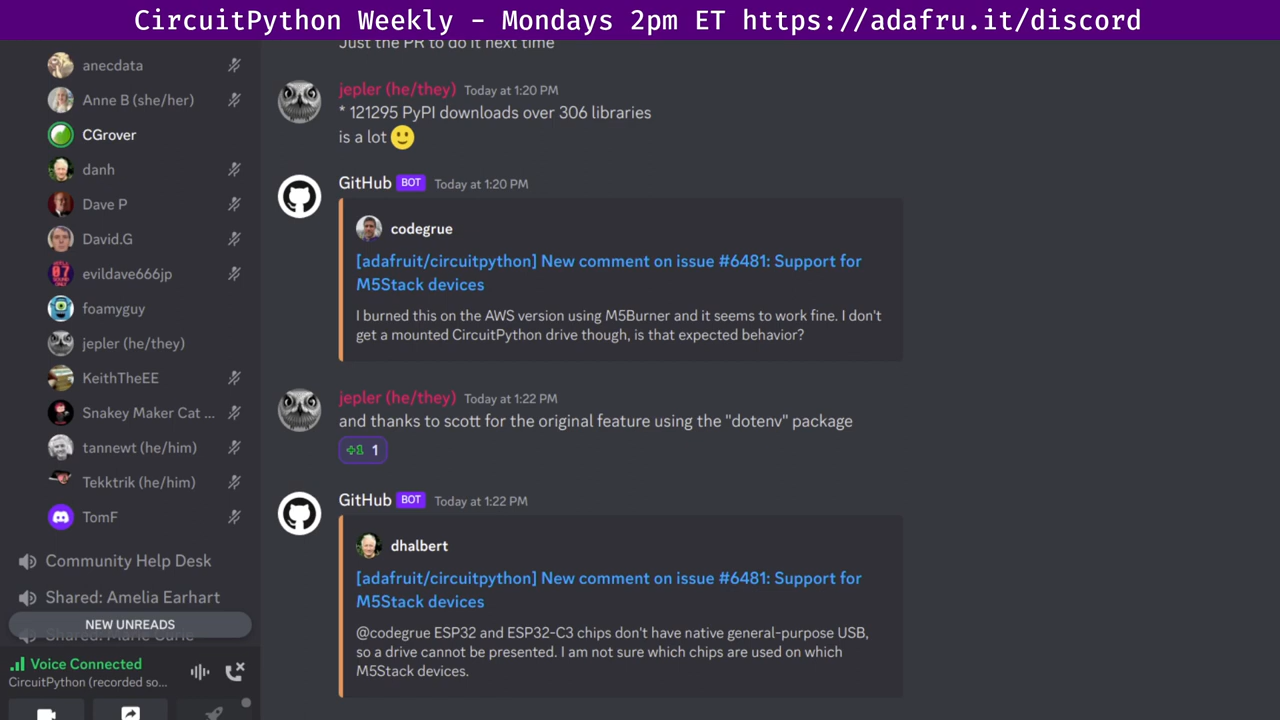 CircuitPython Weekly - Mondays 2pm ET https://adafru.it/discord
anecdata
Anne B (she/her)
CGrover
danh
Dave P
David.G
evildave666jp
foamyguy
jepler (he/they)
KeithTheEE
Snakey Maker Cat ...
tannewt (he/him)
Tekktrik (he/him)
TomF
Community Help Desk
Shared: Amelia Earhart
NEW UNREADS
Shared: Marie Curie
Voice Connected
CircuitPython (recorded so...
Just the PR to do it next time
jepler (he/they) Today at 1:20 PM
* 121295 PyPI downloads over 306 libraries
is a lot
GitHub BOT Today at 1:20 PM
codegrue
[adafruit/circuitpython] New comment on issue #6481: Support for
M5Stack devices
I burned this on the AWS version using M5Burner and it seems to work fine. I don't
get a mounted CircuitPython drive though, is that expected behavior?
jepler (he/they) Today at 1:22 PM
and thanks to scott for the original feature using the "dotenv" package
1
GitHub BOT Today at 1:22 PM
dhalbert
[adafruit/circuitpython] New comment on issue #6481: Support for
M5Stack devices
@codegrue ESP32 and ESP32-C3 chips don't have native general-purpose USB,
so a drive cannot be presented. I am not sure which chips are used on which
M5Stack devices.